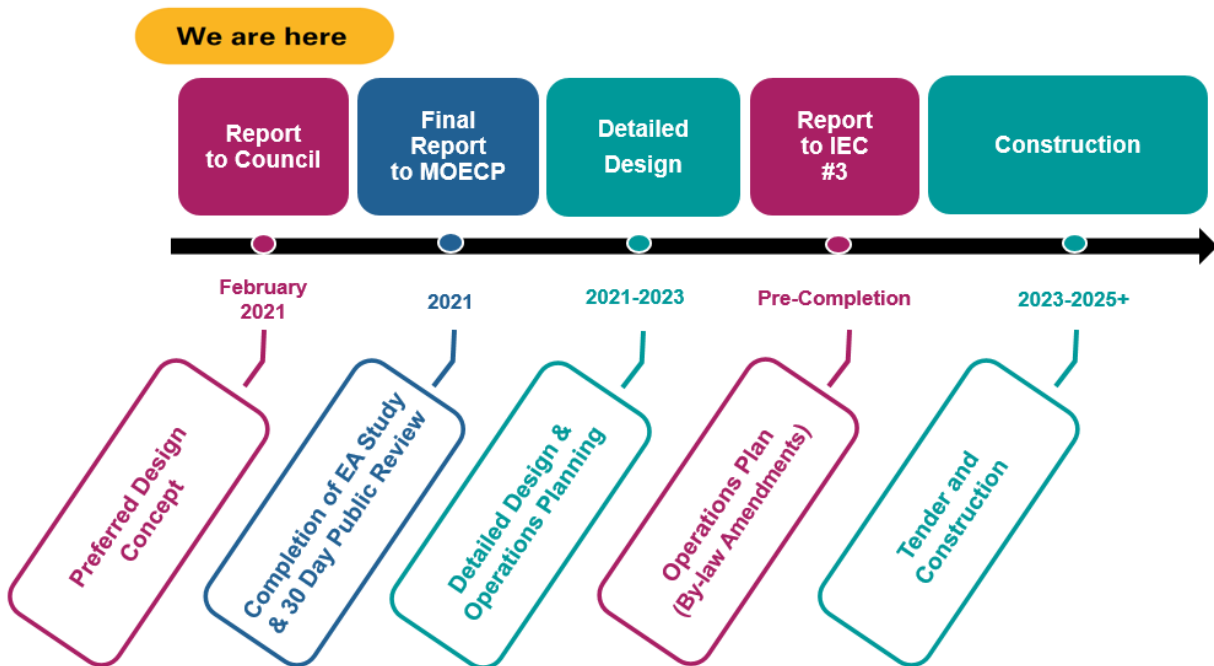 We are here
Report
to Council
Final
Report
to MOECP
Detailed
Design
Report
to IEC
#3
Construction
February
2021
2021
2021-2023
Pre-Completion
2023-2025+
Preferred Design
Concept
Completion of EA Study
& 30 Day Public Review
Detailed Design &
Operations Planning
Operations Plan
(By-law Amendments)
Tender and
Construction